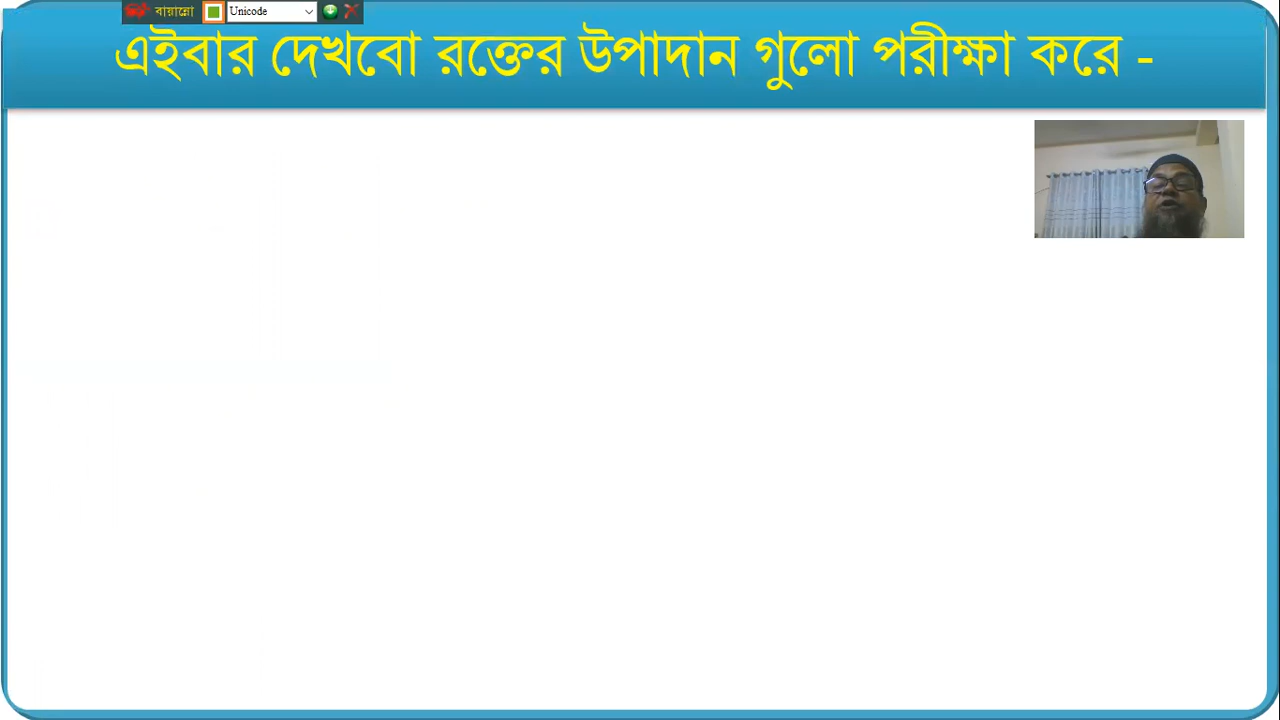 বায়ান্নো Unicode
এইবার দেখবো রক্তের উপাদান গুলো পরীক্ষা করে -